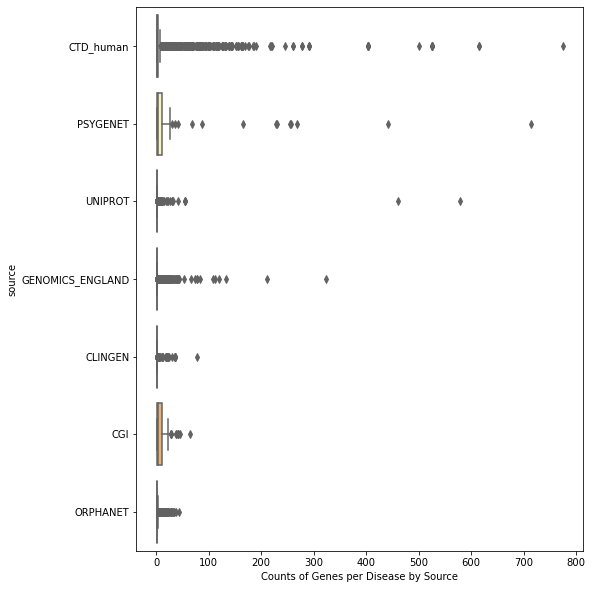 CTD_human
PSYGENET
UNIPROT
GENOMICS_ENGLAND
CLINGEN
CGI
ORPHANET
source
0 100 200 300 400 500 600 700 800
Counts of Genes per Disease by Source